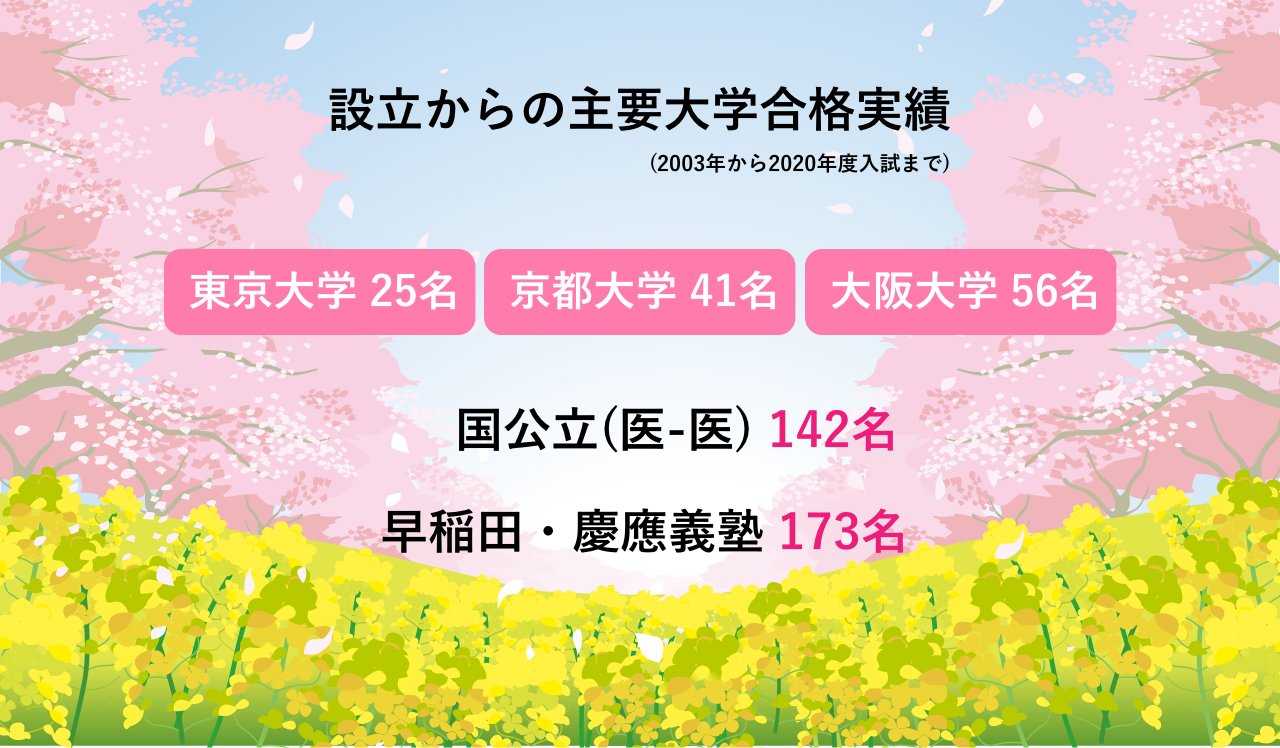 設立からの主要大学合格実績
(2003年から2020年度入試まで)
東京大学 25名 京都大学 41名 大阪大学 56名
国公立(医-医) 142名
早稲田・慶應義塾 173名